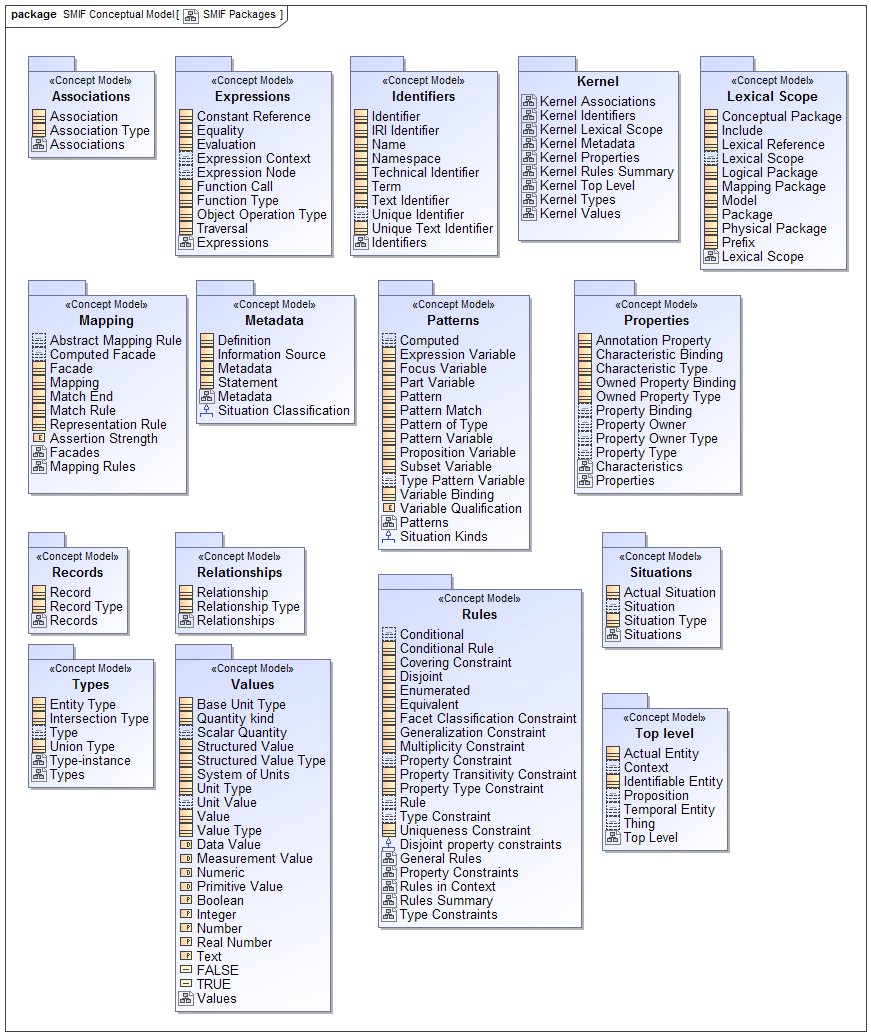 package SMIF Conceptual Model[ SMIF Packages ]
«Concept Model»
Associations
Association
Association Type
Associations
«Concept Model»
Expressions
Constant Reference
Equality
Evaluation
Expression Context
Expression Node
Function Call
Function Type
Object Operation Type
Traversal
Expressions
«Concept Model»
Identifiers
Identifier
IRI Identifier
Name
Namespace
Technical Identifier
Term
Text Identifier
Unique Identifier
Unique Text Identifier
Identifiers
Kernel
Kernel Associations
Kernel Identifiers
Kernel Lexical Scope
Kernel Metadata
Kernel Properties
Kernel Rules Summary
Kernel Top Level
Kernel Types
Kernel Values
«Concept Model»
Lexical Scope
Conceptual Package
Include
Lexical Reference
Lexical Scope
Logical Package
Mapping Package
Model
Package
Physical Package
Prefix
Lexical Scope
«Concept Model»
Mapping
Abstract Mapping Rule
Computed Facade
Facade
Mapping
Match End
Match Rule
Representation Rule
Assertion Strength
Facades
Mapping Rules
«Concept Model»
Metadata
Definition
Information Source
Metadata
Statement
Metadata
Situation Classification
«Concept Model»
Patterns
Computed
Expression Variable
Focus Variable
Part Variable
Pattern
Pattern Match
Pattern of Type
Pattern Variable
Proposition Variable
Subset Variable
Type Pattern Variable
Variable Binding
Variable Qualification
Patterns
Situation Kinds
«Concept Model»
Properties
Annotation Property
Characteristic Binding
Characteristic Type
Owned Property Binding
Owned Property Type
Property Binding
Property Owner
Property Owner Type
Property Type
Characteristics
Properties
«Concept Model»
Records
Record
Record Type
Records
«Concept Model»
Relationships
Relationship
Relationship Type
Relationships
«Concept Model»
Rules
Conditional
Conditional Rule
Covering Constraint
Disjoint
Enumerated
Equivalent
Facet Classification Constraint
Generalization Constraint
Multiplicity Constraint
Property Constraint
Property Transitivity Constraint
Property Type Constraint
Rule
Type Constraint
Uniqueness Constraint
Disjoint property constraints
General Rules
Property Constraints
Rules in Context
Rules Summary
Type Constraints
«Concept Model»
Situations
Actual Situation
Situation
Situation Type
Situations
«Concept Model»
Types
Entity Type
Intersection Type
Type
Union Type
Type-instance
Types
«Concept Model»
Values
Base Unit Type
Quantity kind
Scalar Quantity
Structured Value
Structured Value Type
System of Units
Unit Type
Unit Value
Value
Value Type
D Data Value
D Measurement Value
D Numeric
D Primitive Value
P Boolean
P Integer
P Number
P Real Number
P Text
FALSE
TRUE
Values
«Concept Model»
Top level
Actual Entity
Context
Identifiable Entity
Proposition
Temporal Entity
Thing
Top Level